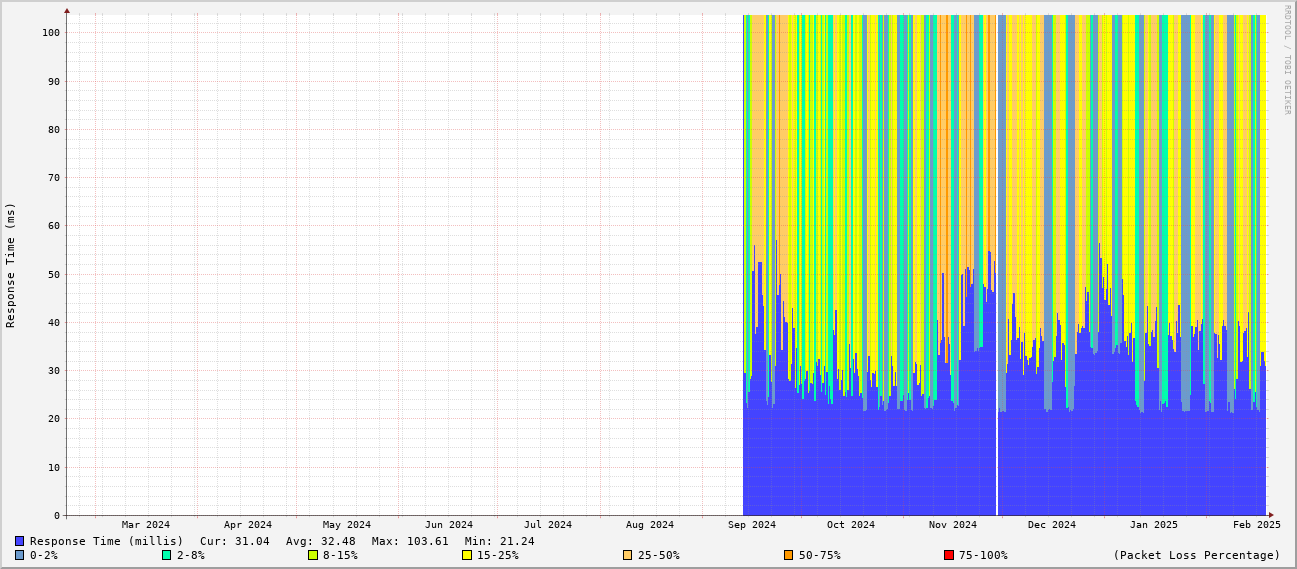 RRDTOOL / TOBI OETIKER
Response Time (ms)
100
90
80
70
60
50
40
30
20
10
0
Mar 2024 Apr 2024 May 2024 Jun 2024 Jul 2024 Aug 2024 Sep 2024 Oct 2024 Nov 2024 Dec 2024 Jan 2025 Feb 2025
Response Time (millis) Cur: 31.04 Avg: 32.48 Max: 103.61 Min: 21.24
0-2% 2-8% 8-15% 15-25% 25-50% 50-75% 75-100% (Packet Loss Percentage)